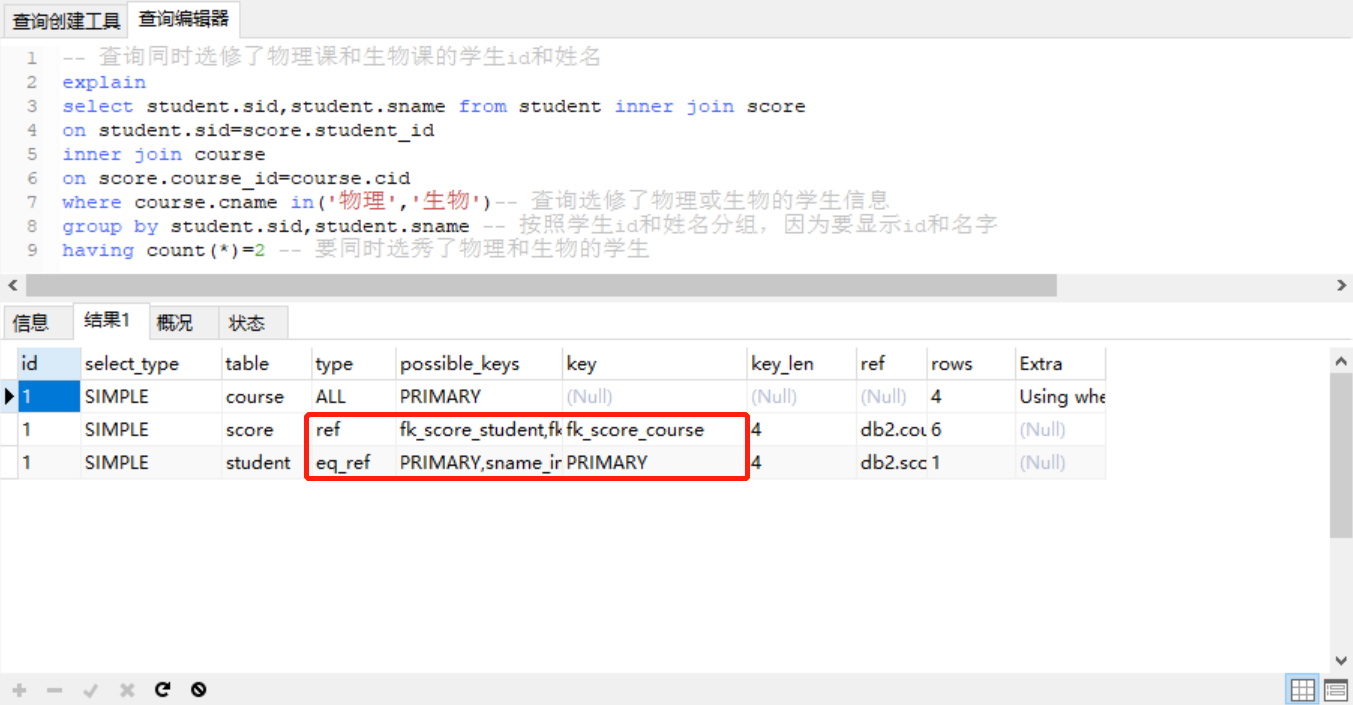 查询创建工具 查询编辑器
1 -- 查询同时选修了物理课和生物课的学生id和姓名
2 explain
3 select student.sid,student.sname from student inner join score
4 on student.sid=score.student_id
5 inner join course
6 on score.course_id=course.cid
7 where course.cname in('物理','生物')-- 查询选修了物理或生物的学生信息
8 group by student.sid,student.sname -- 按照学生id和姓名分组，因为要显示id和名字
9 having count(*)=2 -- 要同时选秀了物理和生物的学生
信息 结果1 概况 状态
id select_type table type possible_keys key key_len ref rows Extra
1 SIMPLE course ALL PRIMARY (Null) (Null) (Null) 4 Using whe
1 SIMPLE score ref fk_score_student,fk fk_score_course 4 db2.cou 6 (Null)
1 SIMPLE student eq_ref PRIMARY,sname_in PRIMARY 4 db2.sco 1 (Null)